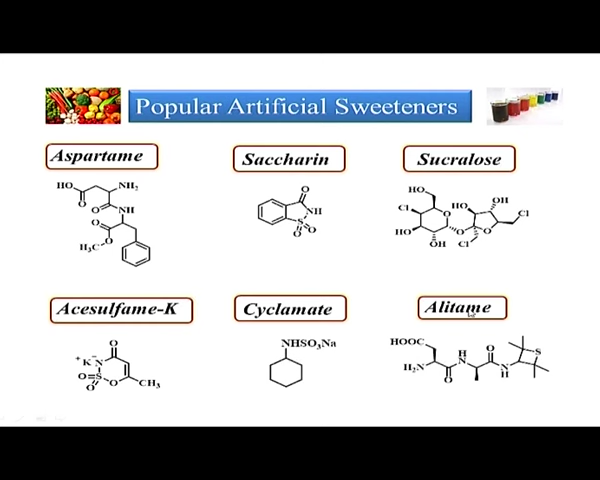 Popular Artificial Sweeteners
Aspartame
Saccharin
Sucralose
HO
O
NH₂
O
NH
O
O
H₃C
O
NH
S
O
O
HO
Cl
O
HO
OH
O
HO
OH
O
Cl
Cl
Acesulfame-K
Cyclamate
Alitame
O
⁺K ⁻N
O
S
O
O
CH₃
NHSO₃Na
HOOC
H₂N
O
H
N
O
N
H
S